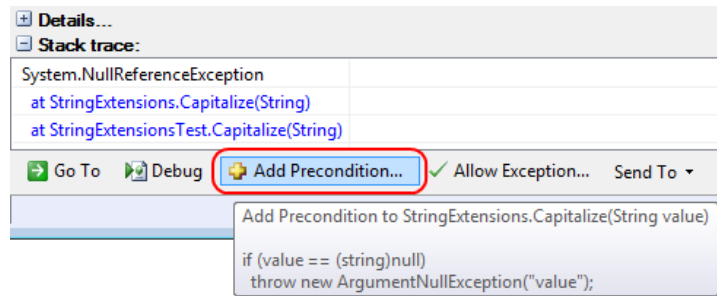 Details...
Stack trace:
System.NullReferenceException
at StringExtensions.Capitalize(String)
at StringExtensionsTest.Capitalize(String)
Go To Debug Add Precondition... Allow Exception... Send To
Add Precondition to StringExtensions.Capitalize(String value)
if (value == (string)null)
throw new ArgumentNullException("value");